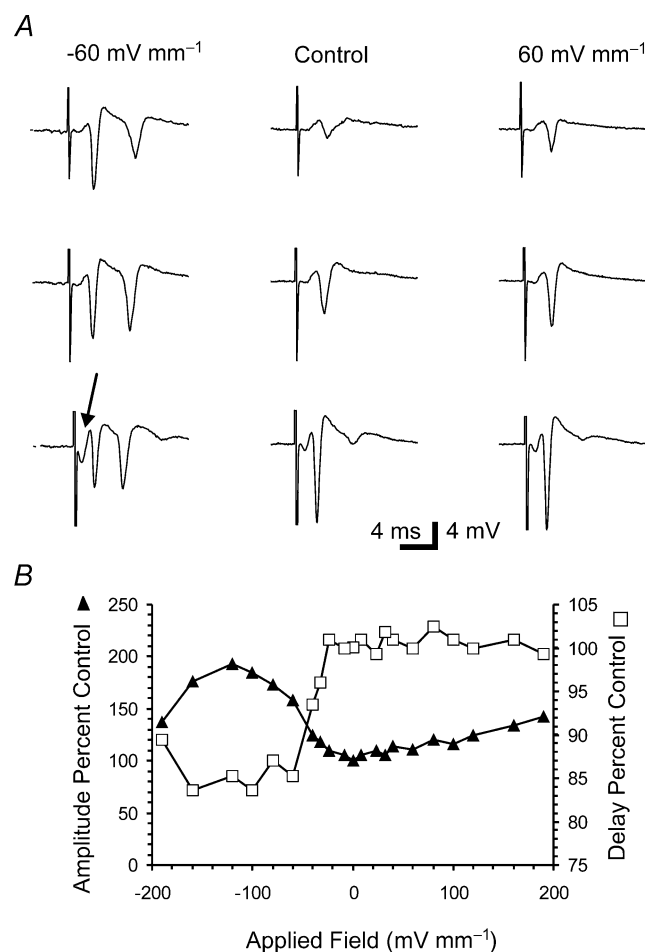 A
-60 mV mm⁻¹ Control 60 mV mm⁻¹
4 ms 4 mV
B
Amplitude Percent Control ▲
250
200
150
100
50
0
105
100
95
90
85
80
75
Delay Percent Control □
-200 -100 0 100 200
Applied Field (mV mm⁻¹)